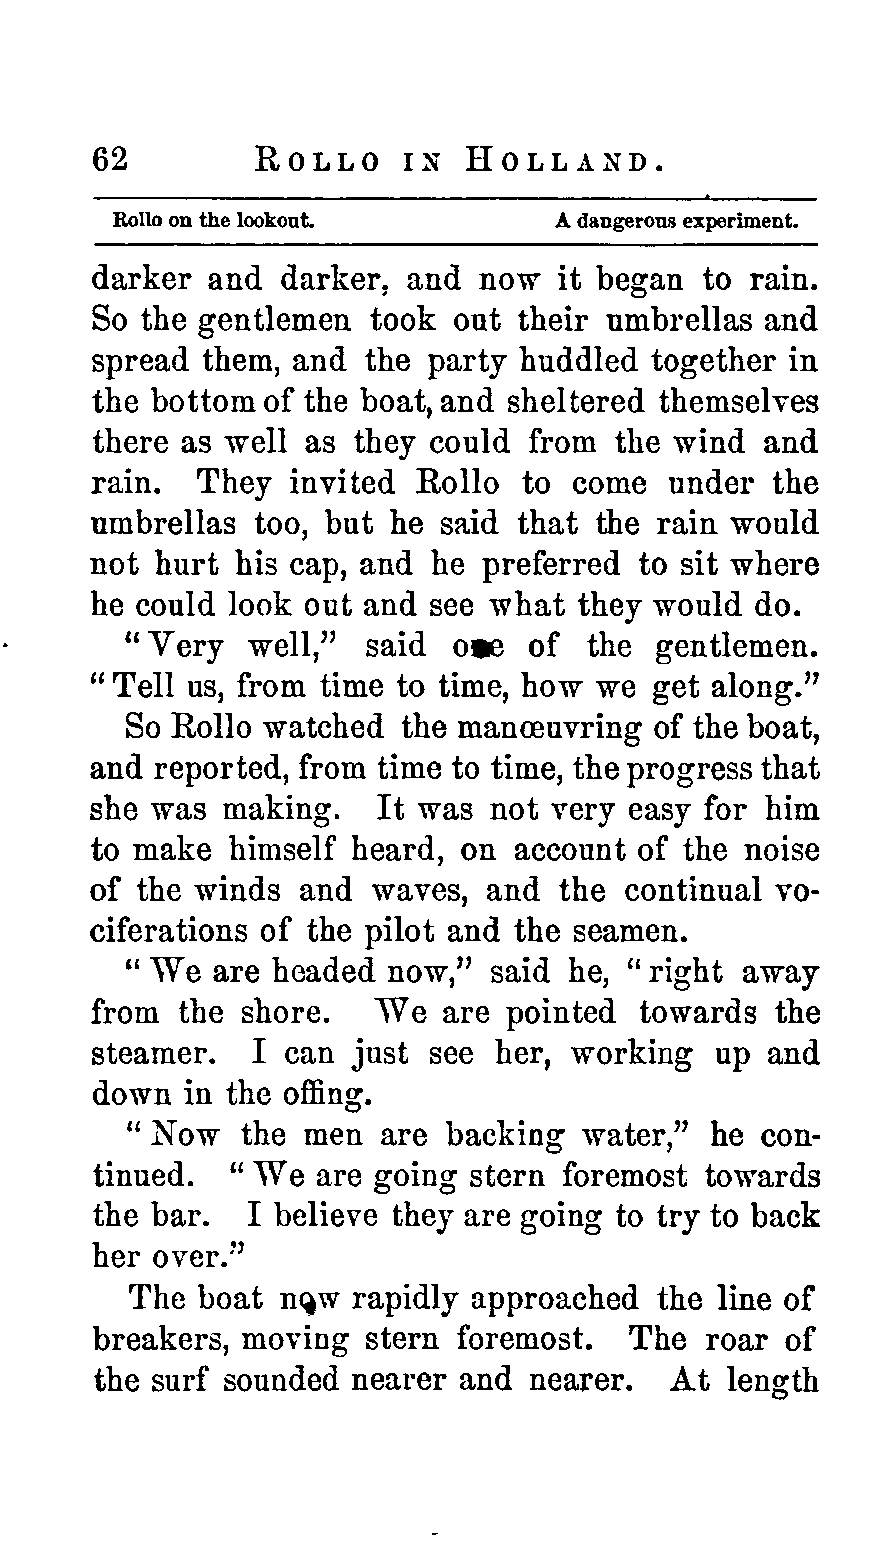 62 ROLLO IN HOLLAND.
Rollo on the lookout. A dangerous experiment.
darker and darker, and now it began to rain.
So the gentlemen took out their umbrellas and
spread them, and the party huddled together in
the bottom of the boat, and sheltered themselves
there as well as they could from the wind and
rain. They invited Rollo to come under the
umbrellas too, but he said that the rain would
not hurt his cap, and he preferred to sit where
he could look out and see what they would do.
“Very well,” said one of the gentlemen.
“Tell us, from time to time, how we get along.”
So Rollo watched the manœuvring of the boat,
and reported, from time to time, the progress that
she was making. It was not very easy for him
to make himself heard, on account of the noise
of the winds and waves, and the continual vo-
ciferations of the pilot and the seamen.
“We are headed now,” said he, “right away
from the shore. We are pointed towards the
steamer. I can just see her, working up and
down in the offing.
“Now the men are backing water,” he con-
tinued. “We are going stern foremost towards
the bar. I believe they are going to try to back
her over.”
The boat now rapidly approached the line of
breakers, moving stern foremost. The roar of
the surf sounded nearer and nearer. At length